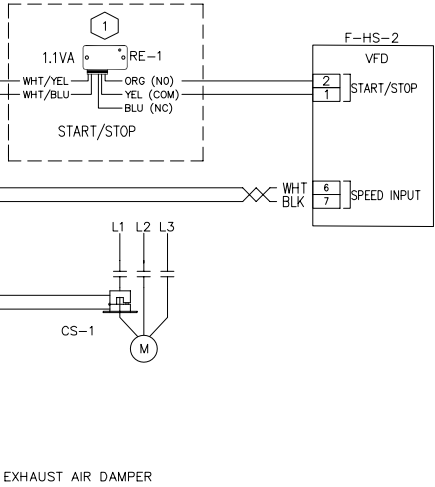 1
F-HS-2
1.1VA
RE-1
VFD
WHT/YEL
ORG (NO)
2
START/STOP
WHT/BLU
YEL (COM)
1
BLU (NC)
START/STOP
WHT
6
SPEED INPUT
BLK
7
L1 L2 L3
CS-1
M
EXHAUST AIR DAMPER